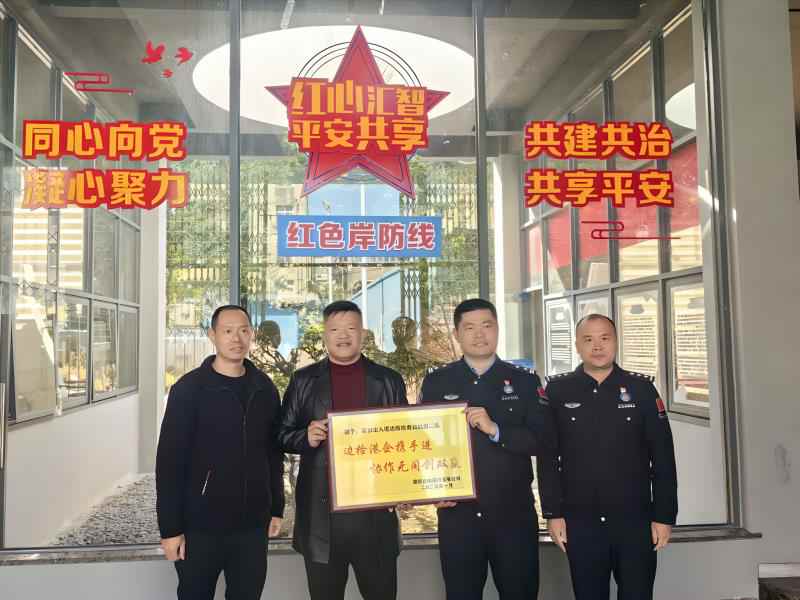 红心汇智
平安共享
同心向党
凝心聚力
共建共治
共享平安
红色岸防线
边检港企携手进
协作无间创双赢